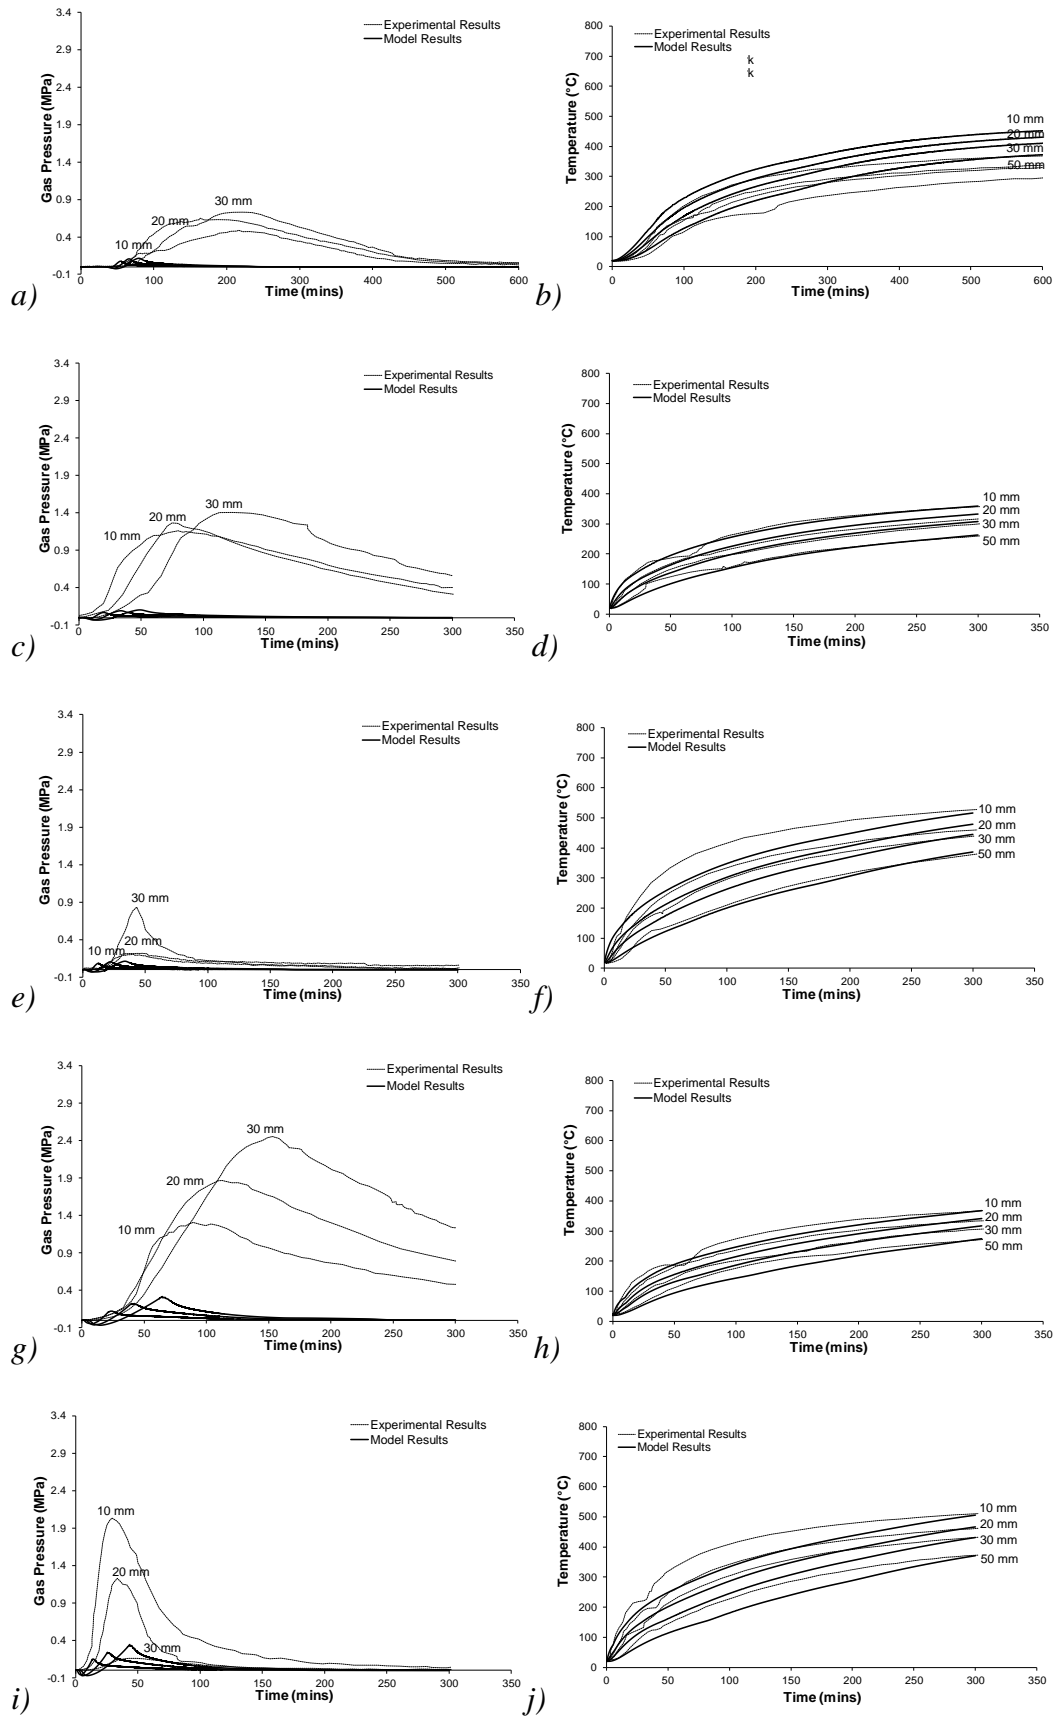 3.4
2.9
2.4
1.9
1.4
0.9
0.4
-0.1
Gas Pressure (MPa)
Experimental Results
Model Results
30 mm
20 mm
10 mm
0 100 200 300 400 500 600
Time (mins)
a)
800
700
600
500
400
300
200
100
0
Temperature (°C)
Experimental Results
Model Results
k
k
10 mm
20 mm
30 mm
50 mm
0 100 200 300 400 500 600
Time (mins)
b)
3.4
2.9
2.4
1.9
1.4
0.9
0.4
-0.1
Gas Pressure (MPa)
Experimental Results
Model Results
30 mm
20 mm
10 mm
0 50 100 150 200 250 300 350
Time (mins)
c)
800
700
600
500
400
300
200
100
0
Temperature (°C)
Experimental Results
Model Results
10 mm
20 mm
30 mm
50 mm
0 50 100 150 200 250 300 350
Time (mins)
d)
3.4
2.9
2.4
1.9
1.4
0.9
0.4
-0.1
Gas Pressure (MPa)
Experimental Results
Model Results
30 mm
20 mm
10 mm
0 50 100 150 200 250 300 350
Time (mins)
e)
800
700
600
500
400
300
200
100
0
Temperature (°C)
Experimental Results
Model Results
10 mm
20 mm
30 mm
50 mm
0 50 100 150 200 250 300 350
Time (mins)
f)
3.4
2.9
2.4
1.9
1.4
0.9
0.4
-0.1
Gas Pressure (MPa)
Experimental Results
Model Results
30 mm
20 mm
10 mm
0 50 100 150 200 250 300 350
Time (mins)
g)
800
700
600
500
400
300
200
100
0
Temperature (°C)
Experimental Results
Model Results
10 mm
20 mm
30 mm
50 mm
0 50 100 150 200 250 300 350
Time (mins)
h)
3.4
2.9
2.4
1.9
1.4
0.9
0.4
-0.1
Gas Pressure (MPa)
Experimental Results
Model Results
10 mm
20 mm
30 mm
0 50 100 150 200 250 300 350
Time (mins)
i)
800
700
600
500
400
300
200
100
0
Temperature (°C)
Experimental Results
Model Results
10 mm
20 mm
30 mm
50 mm
0 50 100 150 200 250 300 350
Time (mins)
j)